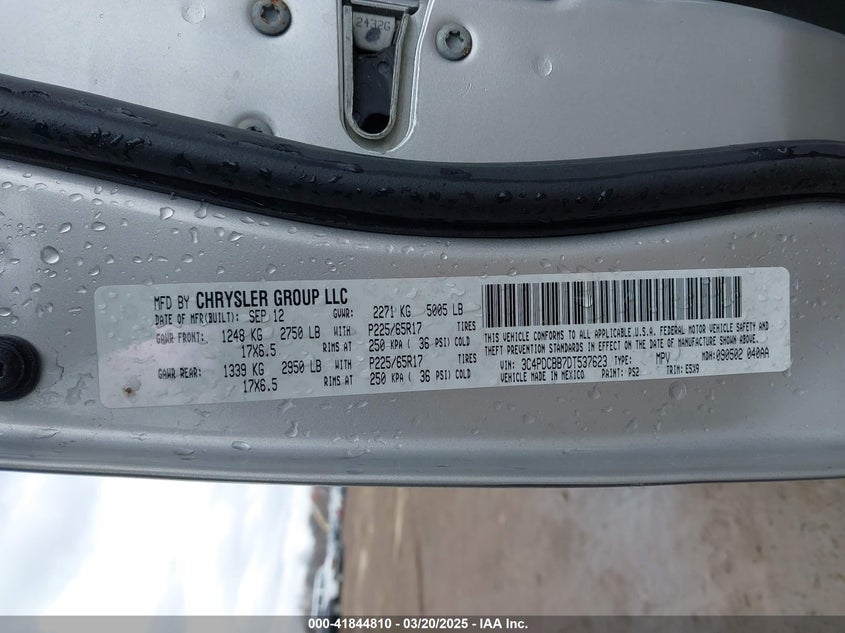 2432G
MFD BY CHRYSLER GROUP LLC
DATE OF MFR(BUILT): SEP 12 GVWR: 2271 KG 5005 LB
GAWR FRONT: 1248 KG 2750 LB WITH P225/65R17 TIRES
17X6.5 RIMS AT 250 KPA ( 36 PSI) COLD
GAWR REAR: 1339 KG 2950 LB WITH P225/65R17 TIRES
17X6.5 RIMS AT 250 KPA ( 36 PSI) COLD
THIS VEHICLE CONFORMS TO ALL APPLICABLE U.S.A. FEDERAL MOTOR VEHICLE SAFETY AND
THEFT PREVENTION STANDARDS IN EFFECT ON THE DATE OF MANUFACTURE SHOWN ABOVE.
VIN: 3C4PDCBB7DT537623 TYPE: MPV MDH: 090502 040AA
VEHICLE MADE IN MEXICO PAINT: PS2 TRIM: E5X9
000-41844810 — 03/20/2025 — IAA Inc.